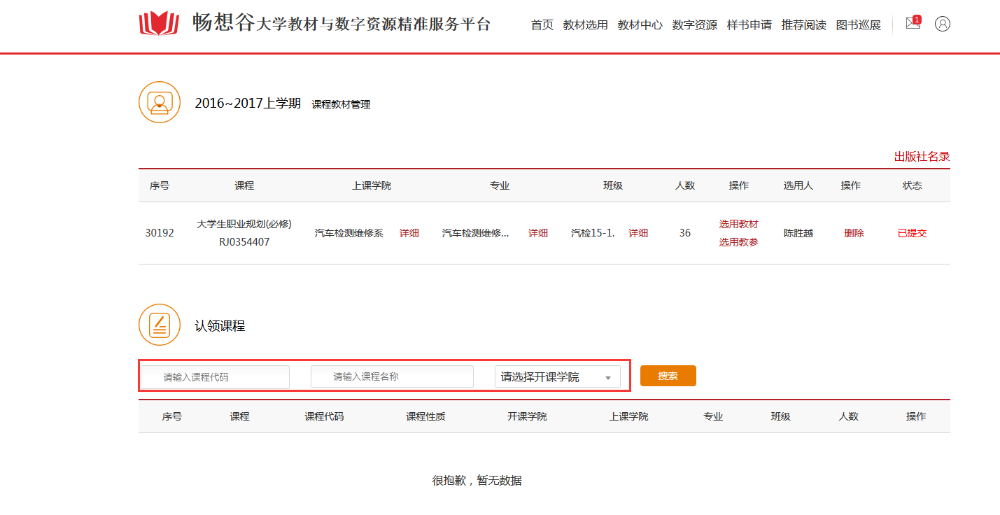 畅想谷大学教材与数字资源精准服务平台
首页 教材选用 教材中心 数字资源 样书申请 推荐阅读 图书巡展 1
2016~2017上学期 课程教材管理
出版社名录
序号 课程 上课学院 专业 班级 人数 操作 选用人 操作 状态
30192 大学生职业规划(必修) 汽车检测维修系 详细 汽车检测维修... 详细 汽检15-1. 详细 36 选用教材 陈胜越 删除 已提交
RJ0354407 选用教参
认领课程
请输入课程代码 请输入课程名称 请选择开课学院 搜索
序号 课程 课程代码 课程性质 开课学院 上课学院 专业 班级 人数 操作
很抱歉，暂无数据